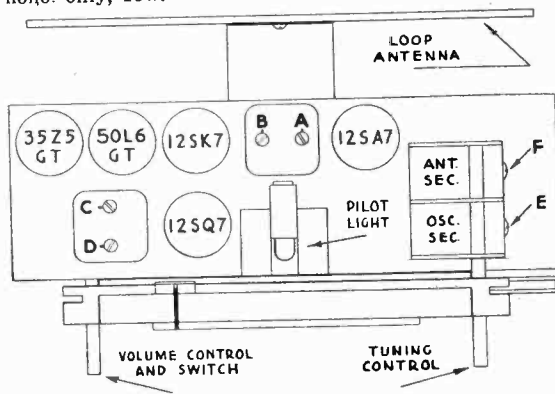 only,
LOOP
ANTENNA
35Z5
GT
50L6
GT
12SK7
B A
12SA7
F
ANT.
SEC.
C
PILOT
LIGHT
E
12SQ7
OSC.
SEC.
D
VOLUME CONTROL
AND SWITCH
TUNING
CONTROL